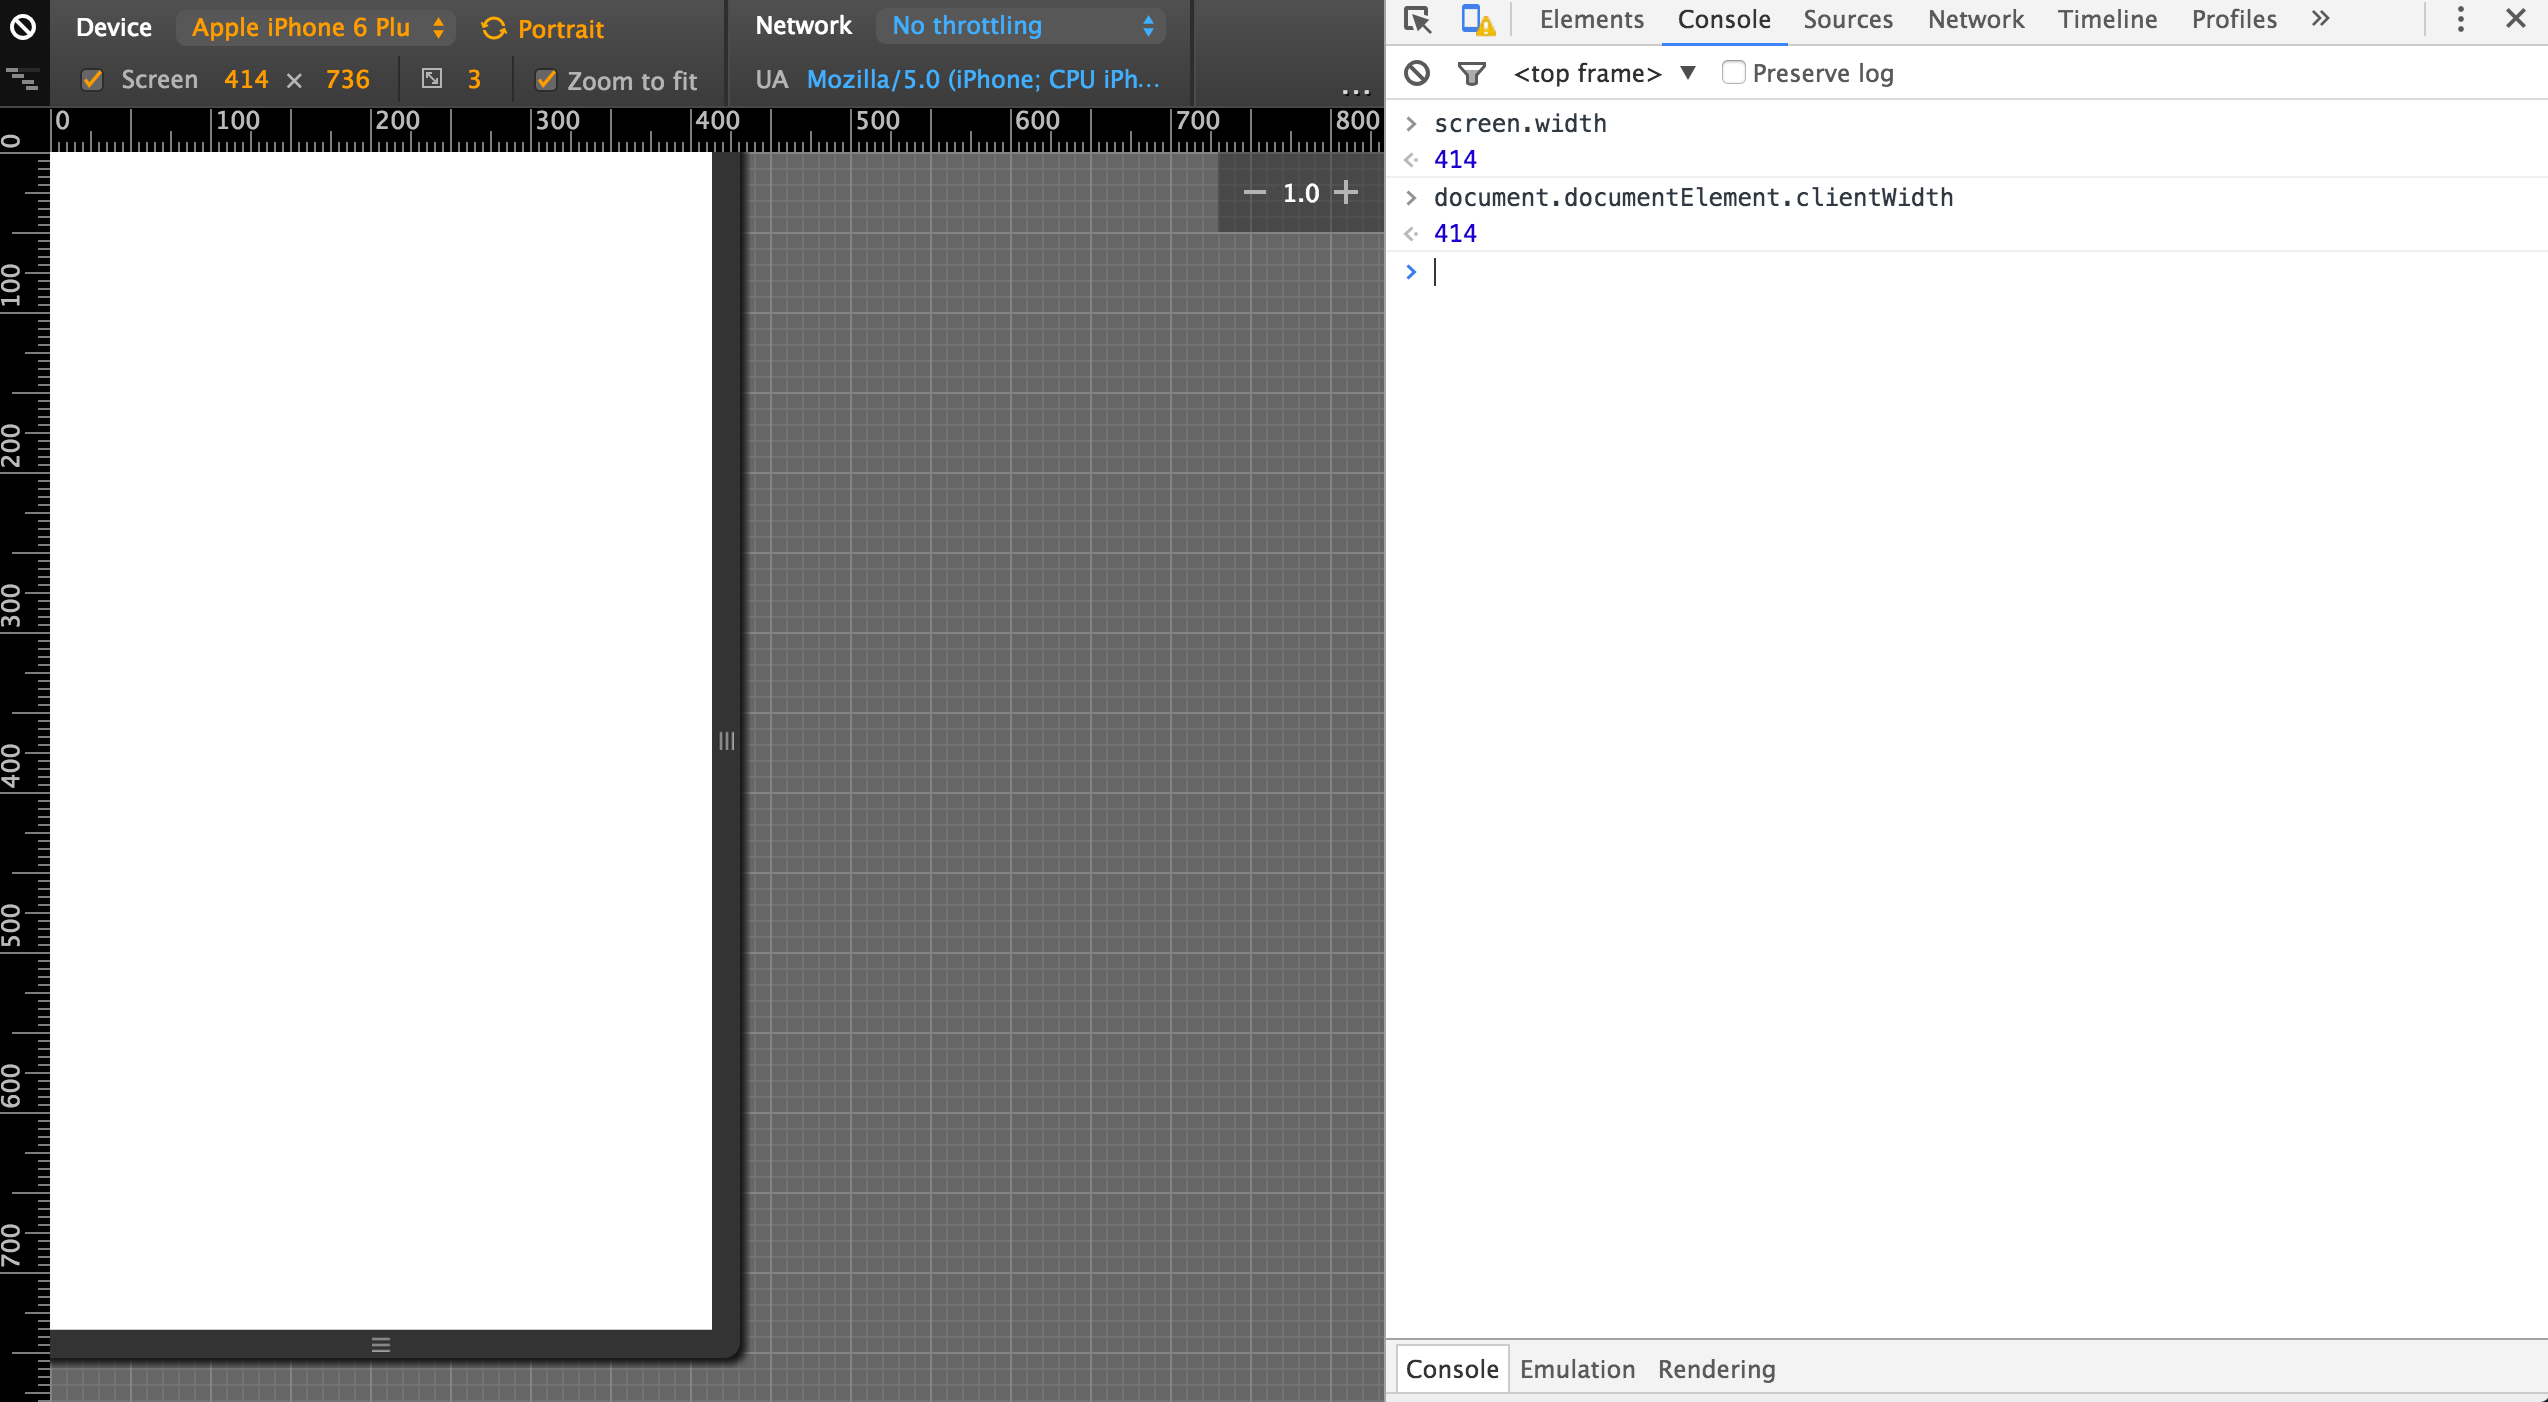 Device Apple iPhone 6 Plu Portrait Network No throttling
Screen 414 × 736 3 Zoom to fit UA Mozilla/5.0 (iPhone; CPU iPh... ...
0 100 200 300 400 500 600 700 800
0
100
200
300
400
500
600
700
1.0
Elements Console Sources Network Timeline Profiles »
<top frame> ▼ Preserve log
> screen.width
414
> document.documentElement.clientWidth
414
>
Console Emulation Rendering